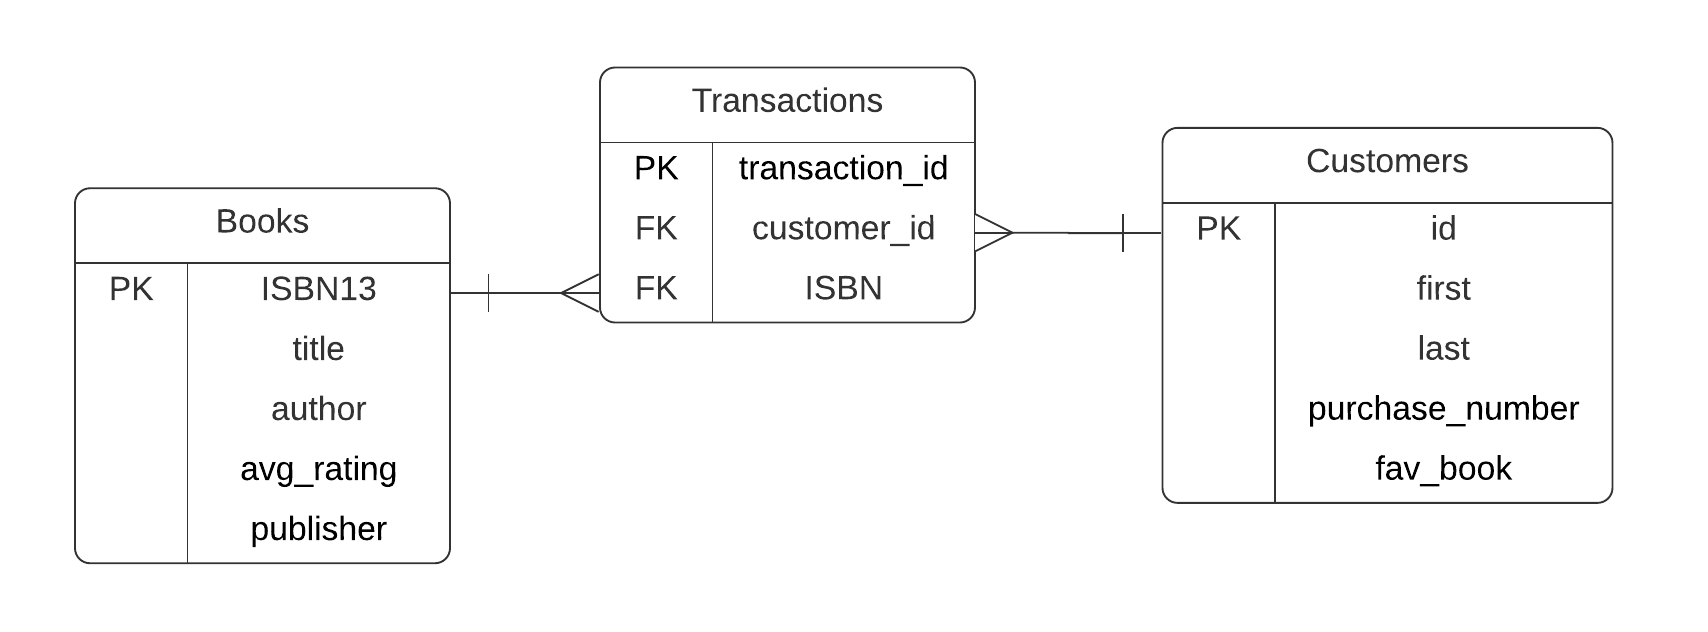 Books
PK ISBN13
title
author
avg_rating
publisher
Transactions
PK transaction_id
FK customer_id
FK ISBN
Customers
PK id
first
last
purchase_number
fav_book